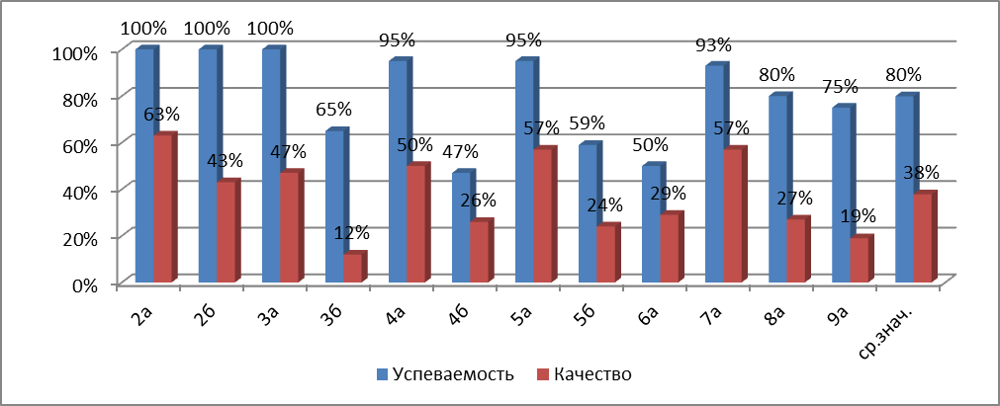 100% 100% 100% 95% 95% 93%
100%
80% 75% 80%
80%
65% 63%
59% 57% 57%
60%
50% 50%
43% 47% 47%
40%
38%
26% 24% 29% 27%
20%
19%
12%
0%
2а 2б 3а 3б 4а 4б 5а 5б 6а 7а 8а 9а ср.знач.
Успеваемость Качество